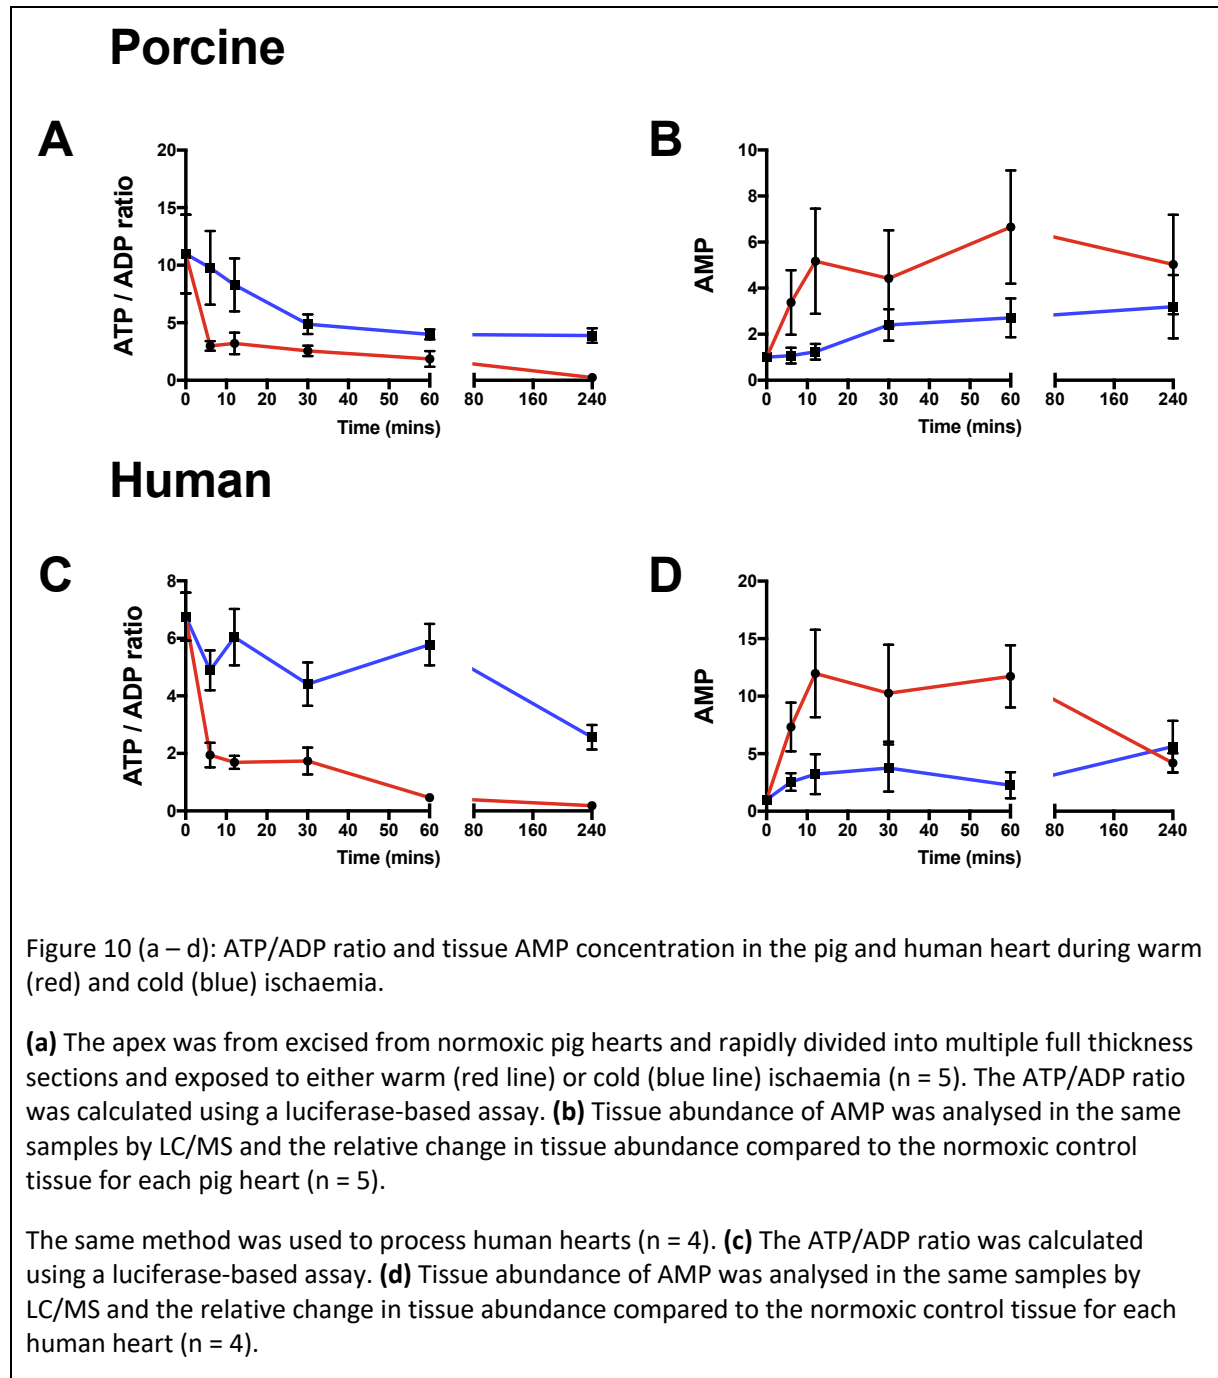 Porcine
A
20
15
10
5
0
ATP / ADP ratio
0 10 20 30 40 50 60 80 160 240
Time (mins)
B
10
8
6
4
2
0
AMP
0 10 20 30 40 50 60 80 160 240
Time (mins)
Human
C
8
6
4
2
0
ATP / ADP ratio
0 10 20 30 40 50 60 80 160 240
Time (mins)
D
20
15
10
5
0
AMP
0 10 20 30 40 50 60 80 160 240
Time (mins)
Figure 10 (a – d): ATP/ADP ratio and tissue AMP concentration in the pig and human heart during warm
(red) and cold (blue) ischaemia.
(a) The apex was from excised from normoxic pig hearts and rapidly divided into multiple full thickness
sections and exposed to either warm (red line) or cold (blue line) ischaemia (n = 5). The ATP/ADP ratio
was calculated using a luciferase-based assay. (b) Tissue abundance of AMP was analysed in the same
samples by LC/MS and the relative change in tissue abundance compared to the normoxic control
tissue for each pig heart (n = 5).
The same method was used to process human hearts (n = 4). (c) The ATP/ADP ratio was calculated
using a luciferase-based assay. (d) Tissue abundance of AMP was analysed in the same samples by
LC/MS and the relative change in tissue abundance compared to the normoxic control tissue for each
human heart (n = 4).